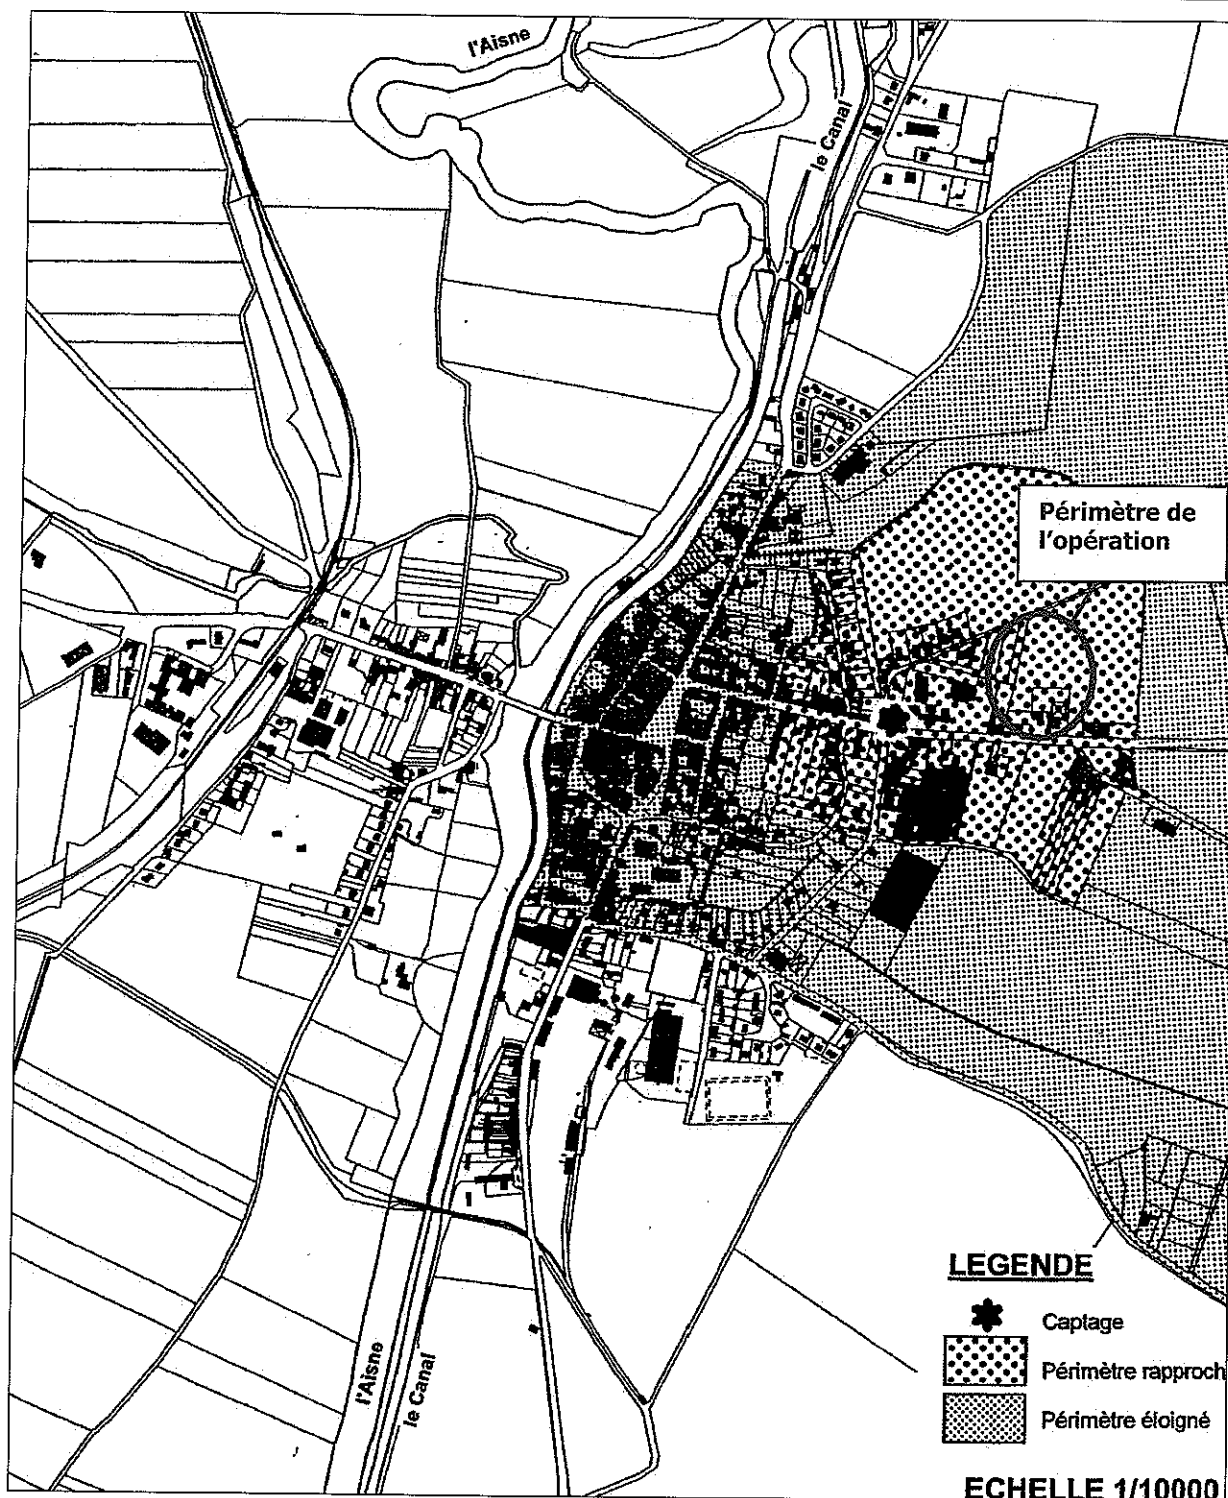 l'Aisne
le Canal
Périmètre de
l'opération
l'Aisne
le Canal
LEGENDE
Captage
Périmètre rapproch
Périmètre éloigné
ECHELLE 1/10000